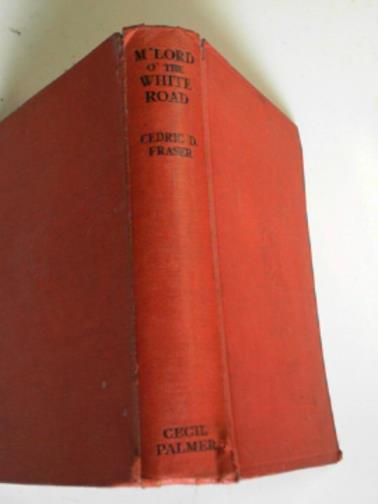 M'LORD
O' THE
WHITE
ROAD
CEDRIC D.
FRASER
CECIL
PALMER